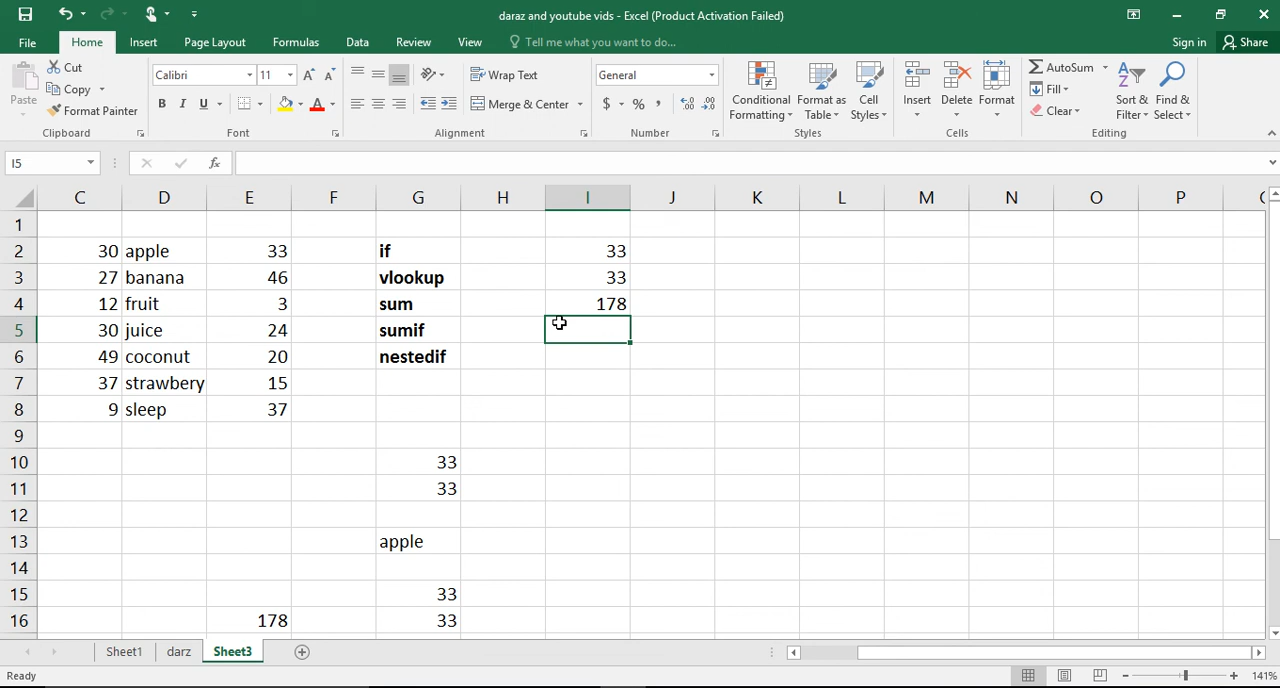 daraz and youtube vids - Excel (Product Activation Failed)
File Home Insert Page Layout Formulas Data Review View Tell me what you want to do... Sign in Share
Paste Cut Copy Format Painter Clipboard
Calibri 11 B I U A Font
Wrap Text Merge & Center Alignment
General $ % , Number
Conditional Formatting Format as Table Cell Styles Styles
Insert Delete Format Cells
AutoSum Fill Clear Sort & Filter Find & Select Editing
I5 fx
C D E F G H I J K L M N O P
1
2 30 apple 33 if 33
3 27 banana 46 vlookup 33
4 12 fruit 3 sum 178
5 30 juice 24 sumif
6 49 coconut 20 nestedif
7 37 strawbery 15
8 9 sleep 37
9
10 33
11 33
12
13 apple
14
15 33
16 178 33
Sheet1 darz Sheet3
Ready 141%